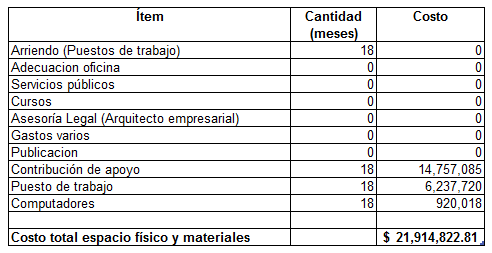 Ítem Cantidad (meses) Costo
Arriendo (Puestos de trabajo) 18 0
Adecuacion oficina 0 0
Servicios públicos 0 0
Cursos 0 0
Asesoría Legal (Arquitecto empresarial) 0 0
Gastos varios 0 0
Publicacion 0 0
Contribución de apoyo 18 14,757,085
Puesto de trabajo 18 6,237,720
Computadores 18 920,018
Costo total espacio físico y materiales $ 21,914,822.81